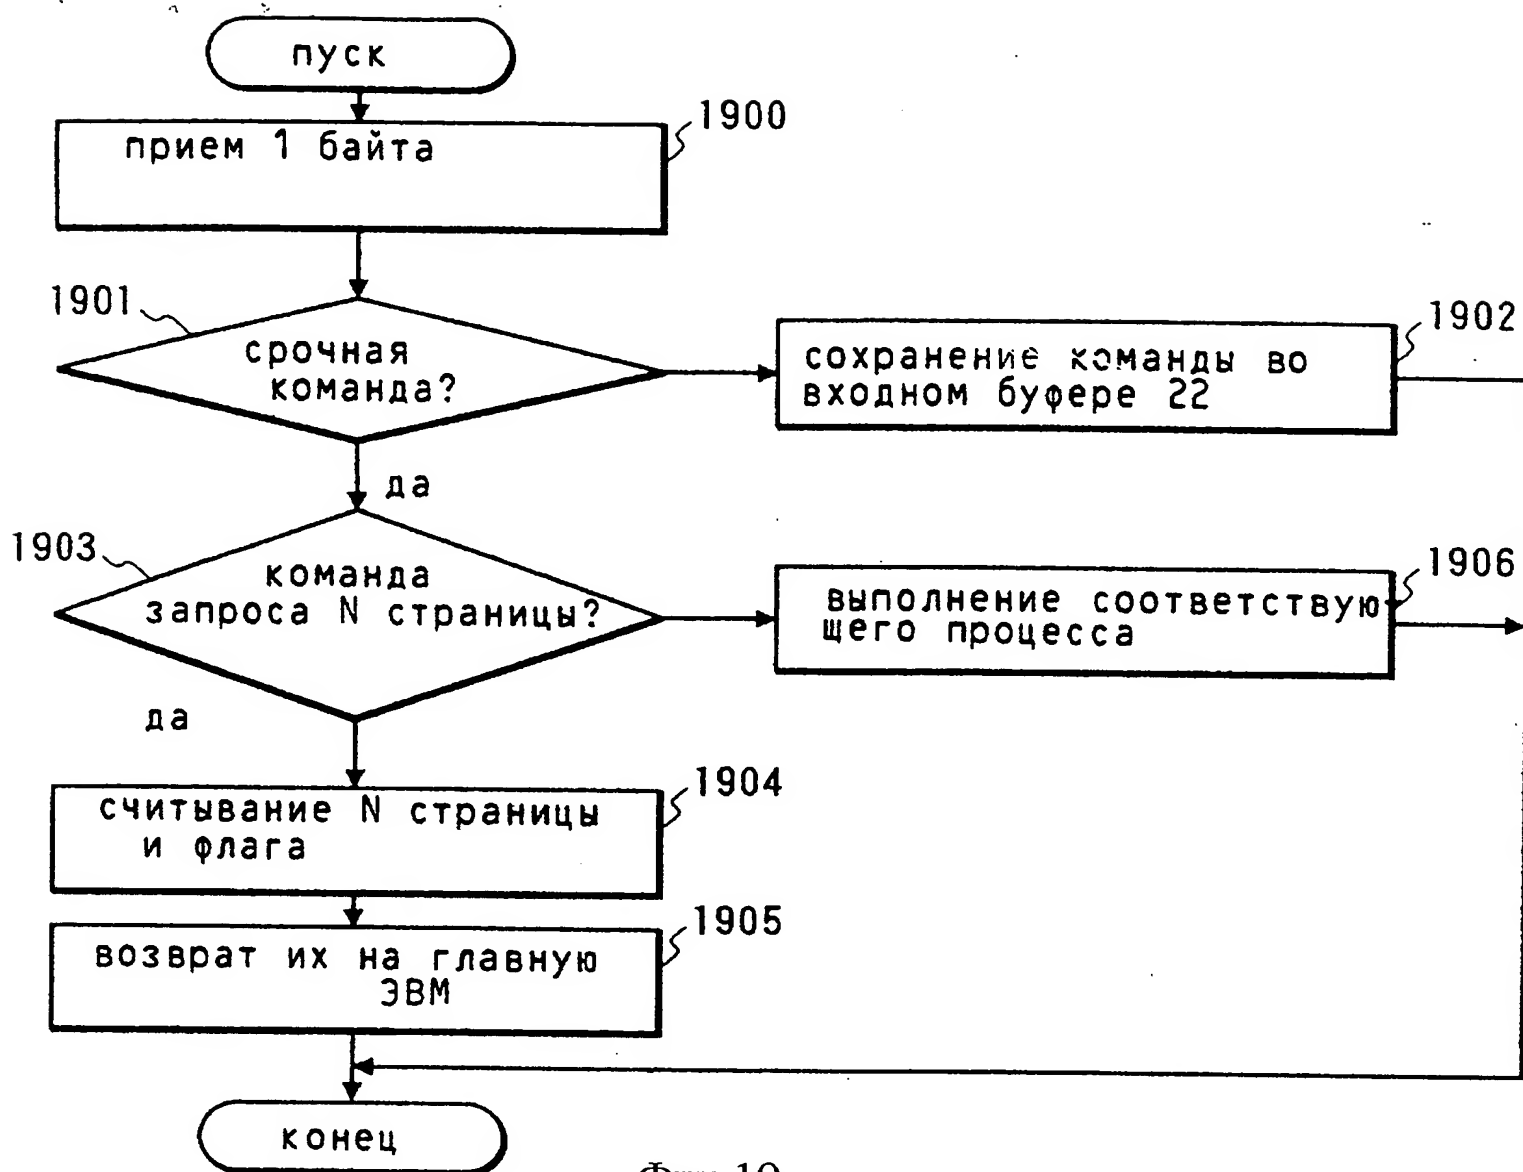 пуск
1900
прием 1 байта
1901
срочная
команда?
1902
сохранение команды во
входном буфере 22
да
1903
команда
запроса N страницы?
1906
выполнение соответствую
щего процесса
да
1904
считывание N страницы
и флага
1905
возврат их на главную
ЭВМ
конец